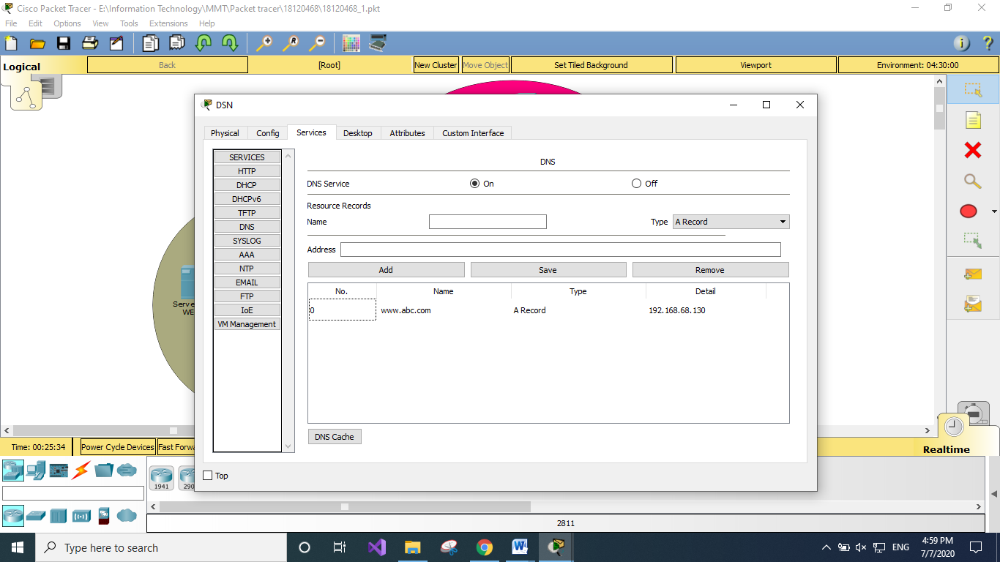 Cisco Packet Tracer - E:\Information Technology\MMT\Packet tracer\18120468\18120468_1.pkt
File Edit Options View Tools Extensions Help
Logical Back [Root] New Cluster Move Object Set Tiled Background Viewport Environment: 04:30:00
DSN
Physical Config Services Desktop Attributes Custom Interface
SERVICES
HTTP
DHCP
DHCPv6
TFTP
DNS
SYSLOG
AAA
NTP
EMAIL
FTP
IoE
VM Management
DNS
DNS Service On Off
Resource Records
Name Type A Record
Address
Add Save Remove
No. Name Type Detail
0 www.abc.com A Record 192.168.68.130
DNS Cache
Top
Serve
WE
Time: 00:25:34 Power Cycle Devices Fast Forwa
Realtime
1941 290
2811
Type here to search
ENG
4:59 PM
7/7/2020